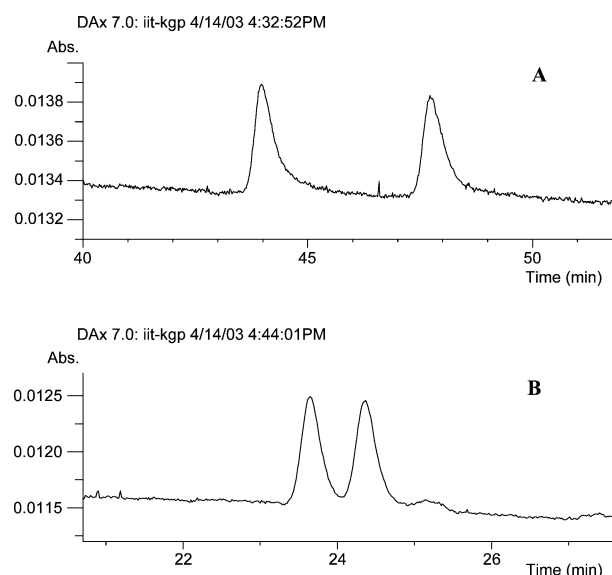 DAx 7.0: iit-kgp 4/14/03 4:32:52PM
Abs.
A
0.0138
0.0136
0.0134
0.0132
40 45 50
Time (min)
DAx 7.0: iit-kgp 4/14/03 4:44:01PM
Abs.
B
0.0125
0.0120
0.0115
22 24 26
Time (min)